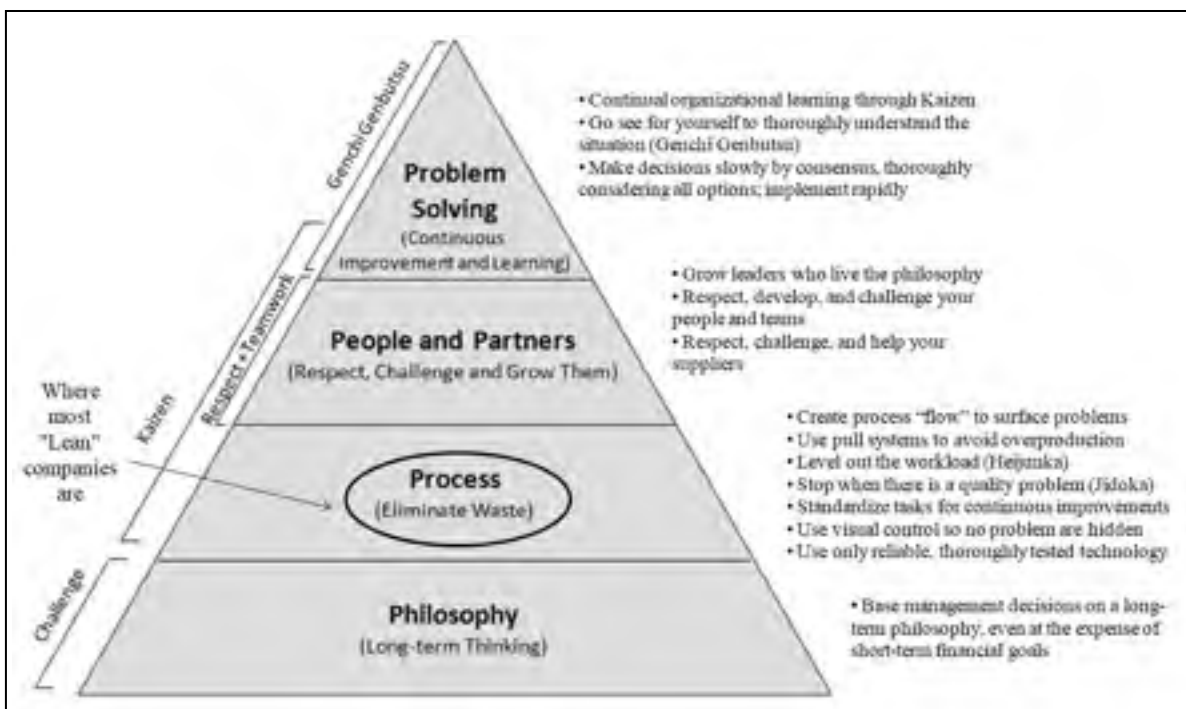 Genchi Genbutsu
• Continual organizational learning through Kaizen
• Go see for yourself to thoroughly understand the
situation (Genchi Genbutsu)
• Make decisions slowly by consensus, thoroughly
considering all options; implement rapidly
Problem
Solving
(Continuous
Improvement and Learning)
Respect + Teamwork
• Grow leaders who live the philosophy
• Respect, develop, and challenge your
people and teams
• Respect, challenge, and help your
suppliers
People and Partners
(Respect, Challenge and Grow Them)
Kaizen
Where
most
"Lean"
companies
are
Process
(Eliminate Waste)
• Create process “flow” to surface problems
• Use pull systems to avoid overproduction
• Level out the workload (Heijunka)
• Stop when there is a quality problem (Jidoka)
• Standardize tasks for continuous improvements
• Use visual control so no problem are hidden
• Use only reliable, thoroughly tested technology
Challenge
Philosophy
(Long-term Thinking)
• Base management decisions on a long-
term philosophy, even at the expense of
short-term financial goals